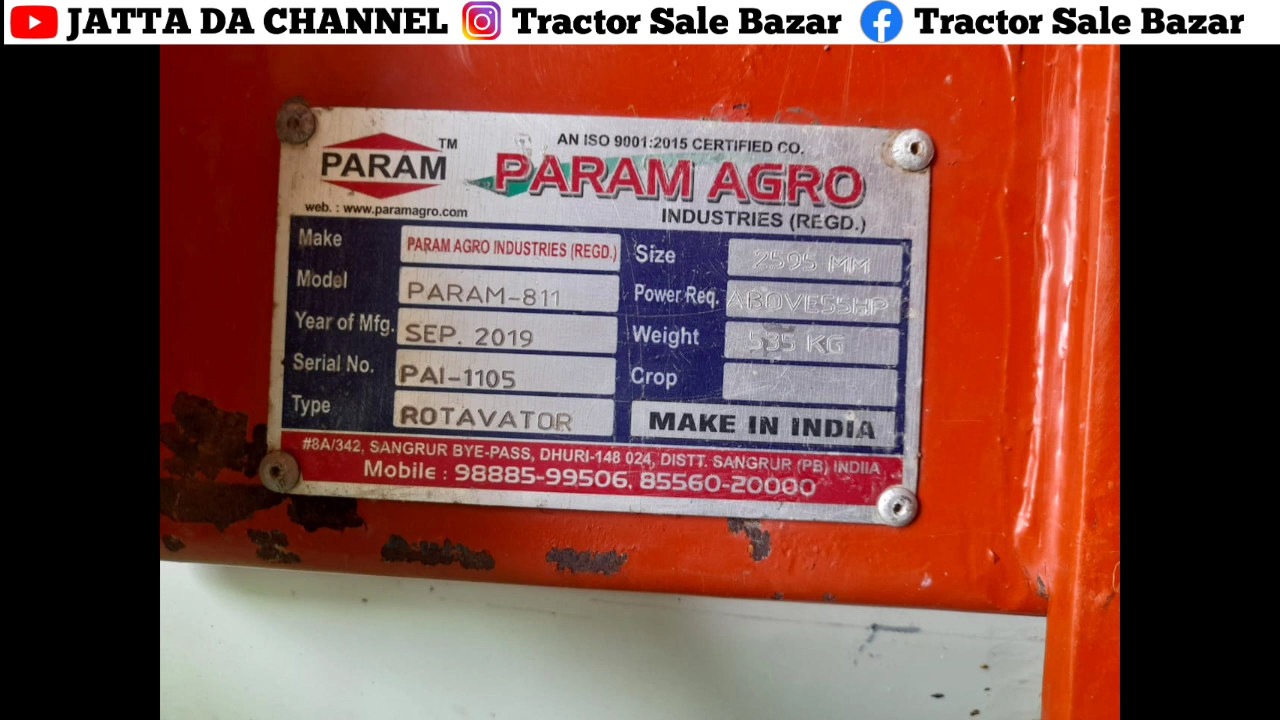 JATTA DA CHANNEL Tractor Sale Bazar Tractor Sale Bazar
PARAM TM
web. : www.paramagro.com
AN ISO 9001:2015 CERTIFIED CO.
PARAM AGRO
INDUSTRIES (REGD.)
Make PARAM AGRO INDUSTRIES (REGD.)
Model PARAM-811
Year of Mfg. SEP. 2019
Serial No. PAI-1105
Type ROTAVATOR
Size 2595 MM
Power Req. ABOVE55HP
Weight 535 KG
Crop
MAKE IN INDIA
#8A/342, SANGRUR BYE-PASS, DHURI-148 024, DISTT. SANGRUR (PB) INDIIA
Mobile : 98885-99506, 85560-20000